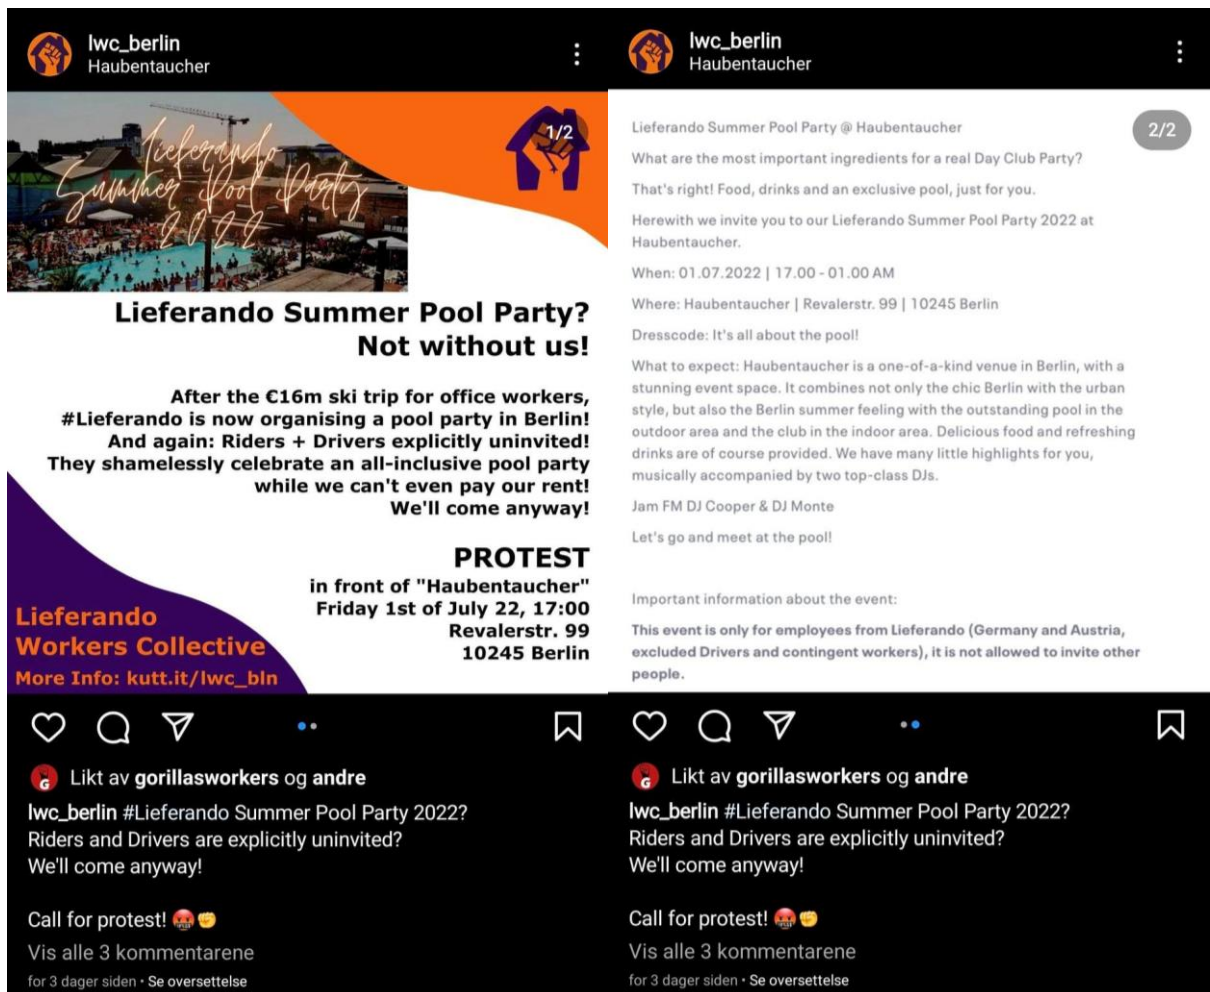 lwc_berlin
Haubentaucher
1/2
Lieferando
Summer Pool Party
2022
Lieferando Summer Pool Party?
Not without us!
After the €16m ski trip for office workers,
#Lieferando is now organising a pool party in Berlin!
And again: Riders + Drivers explicitly uninvited!
They shamelessly celebrate an all-inclusive pool party
while we can't even pay our rent!
We'll come anyway!
PROTEST
in front of "Haubentaucher"
Friday 1st of July 22, 17:00
Revalerstr. 99
10245 Berlin
Lieferando
Workers Collective
More Info: kutt.it/lwc_bln
G
Likt av gorillasworkers og andre
lwc_berlin #Lieferando Summer Pool Party 2022?
Riders and Drivers are explicitly uninvited?
We'll come anyway!
Call for protest! 🤬✊
Vis alle 3 kommentarene
for 3 dager siden • Se oversettelse
lwc_berlin
Haubentaucher
2/2
Lieferando Summer Pool Party @ Haubentaucher
What are the most important ingredients for a real Day Club Party?
That's right! Food, drinks and an exclusive pool, just for you.
Herewith we invite you to our Lieferando Summer Pool Party 2022 at
Haubentaucher.
When: 01.07.2022 | 17.00 - 01.00 AM
Where: Haubentaucher | Revalerstr. 99 | 10245 Berlin
Dresscode: It's all about the pool!
What to expect: Haubentaucher is a one-of-a-kind venue in Berlin, with a
stunning event space. It combines not only the chic Berlin with the urban
style, but also the Berlin summer feeling with the outstanding pool in the
outdoor area and the club in the indoor area. Delicious food and refreshing
drinks are of course provided. We have many little highlights for you,
musically accompanied by two top-class DJs.
Jam FM DJ Cooper & DJ Monte
Let's go and meet at the pool!
Important information about the event:
This event is only for employees from Lieferando (Germany and Austria,
excluded Drivers and contingent workers), it is not allowed to invite other
people.
G
Likt av gorillasworkers og andre
lwc_berlin #Lieferando Summer Pool Party 2022?
Riders and Drivers are explicitly uninvited?
We'll come anyway!
Call for protest! 🤬✊
Vis alle 3 kommentarene
for 3 dager siden • Se oversettelse